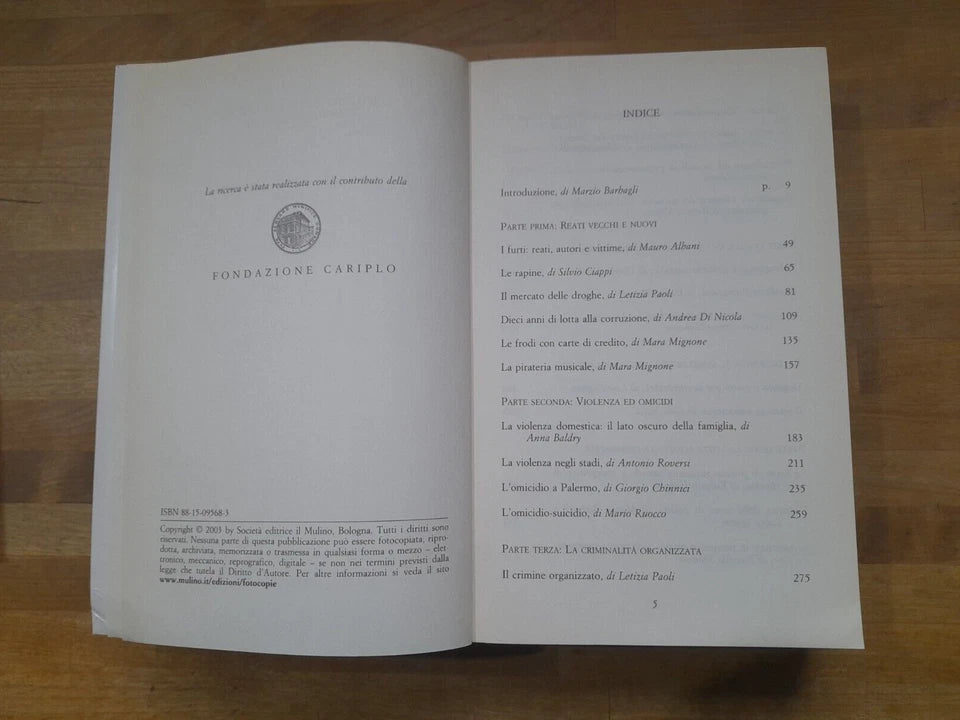 La ricerca è stata realizzata con il contributo della
FONDAZIONE CARIPLO
ISBN 88-15-09568-3
Copyright © 2003 by Società editrice il Mulino, Bologna. Tutti i diritti sono
riservati. Nessuna parte di questa pubblicazione può essere fotocopiata, ripro-
dotta, archiviata, memorizzata o trasmessa in qualsiasi forma o mezzo – elet-
tronico, meccanico, reprografico, digitale – se non nei termini previsti dalla
legge che tutela il Diritto d'Autore. Per altre informazioni si veda il sito
www.mulino.it/edizioni/fotocopie
INDICE
Introduzione, di Marzio Barbagli p. 9
PARTE PRIMA: REATI VECCHI E NUOVI
I furti: reati, autori e vittime, di Mauro Albani 49
Le rapine, di Silvio Ciappi 65
Il mercato delle droghe, di Letizia Paoli 81
Dieci anni di lotta alla corruzione, di Andrea Di Nicola 109
Le frodi con carte di credito, di Mara Mignone 135
La pirateria musicale, di Mara Mignone 157
PARTE SECONDA: VIOLENZA ED OMICIDI
La violenza domestica: il lato oscuro della famiglia, di
Anna Baldry 183
La violenza negli stadi, di Antonio Roversi 211
L'omicidio a Palermo, di Giorgio Chinnici 235
L'omicidio-suicidio, di Mario Ruocco 259
PARTE TERZA: LA CRIMINALITÀ ORGANIZZATA
Il crimine organizzato, di Letizia Paoli 275
5